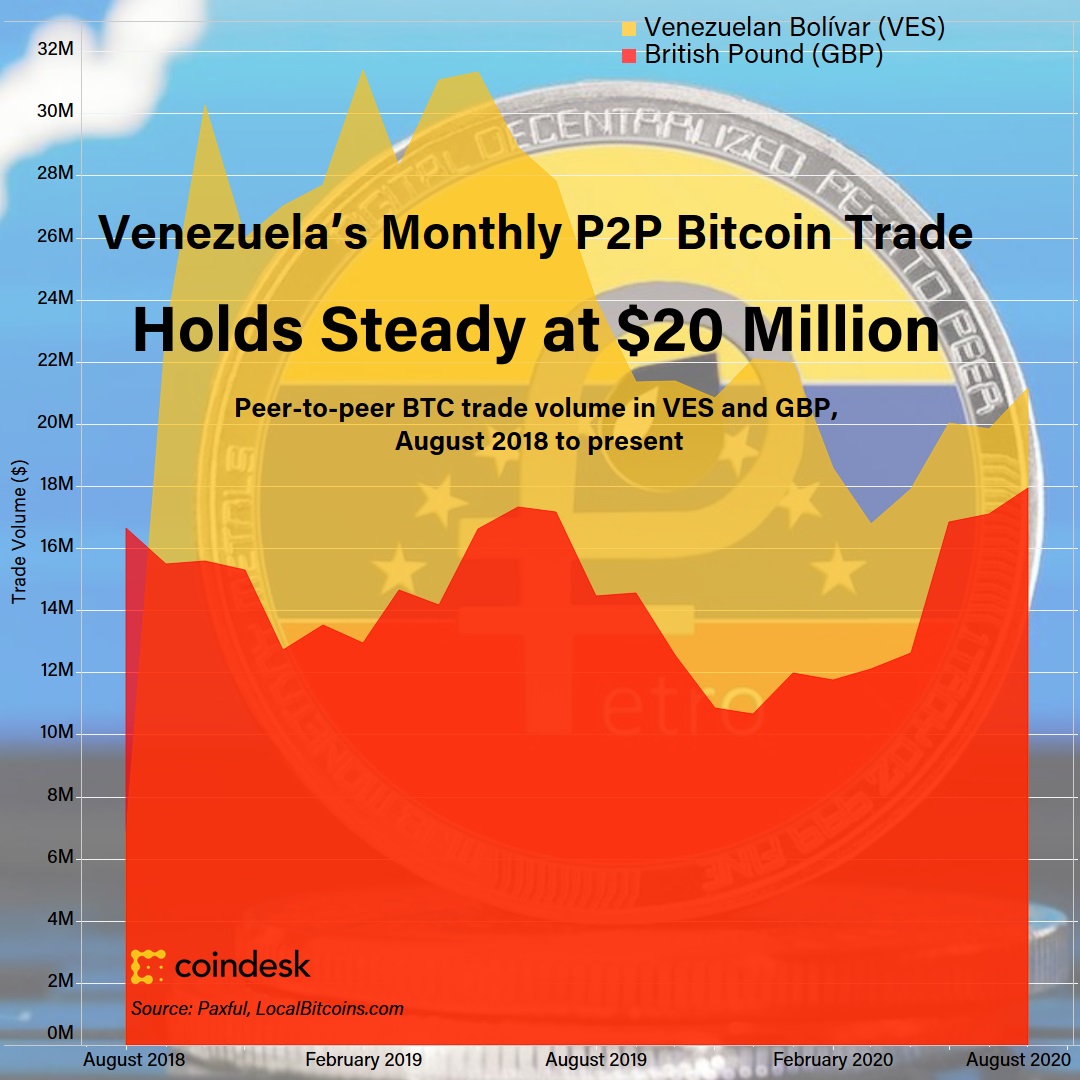 Venezuelan Bolívar (VES)
British Pound (GBP)
32M
30M
28M
26M
24M
22M
20M
18M
16M
14M
12M
10M
8M
6M
4M
2M
0M
Trade Volume ($)
Venezuela’s Monthly P2P Bitcoin Trade
Holds Steady at $20 Million
Peer-to-peer BTC trade volume in VES and GBP,
August 2018 to present
DIGITAL DECENTRALIZED PEER TO PEER
etro
coindesk
Source: Paxful, LocalBitcoins.com
August 2018
February 2019
August 2019
February 2020
August 2020